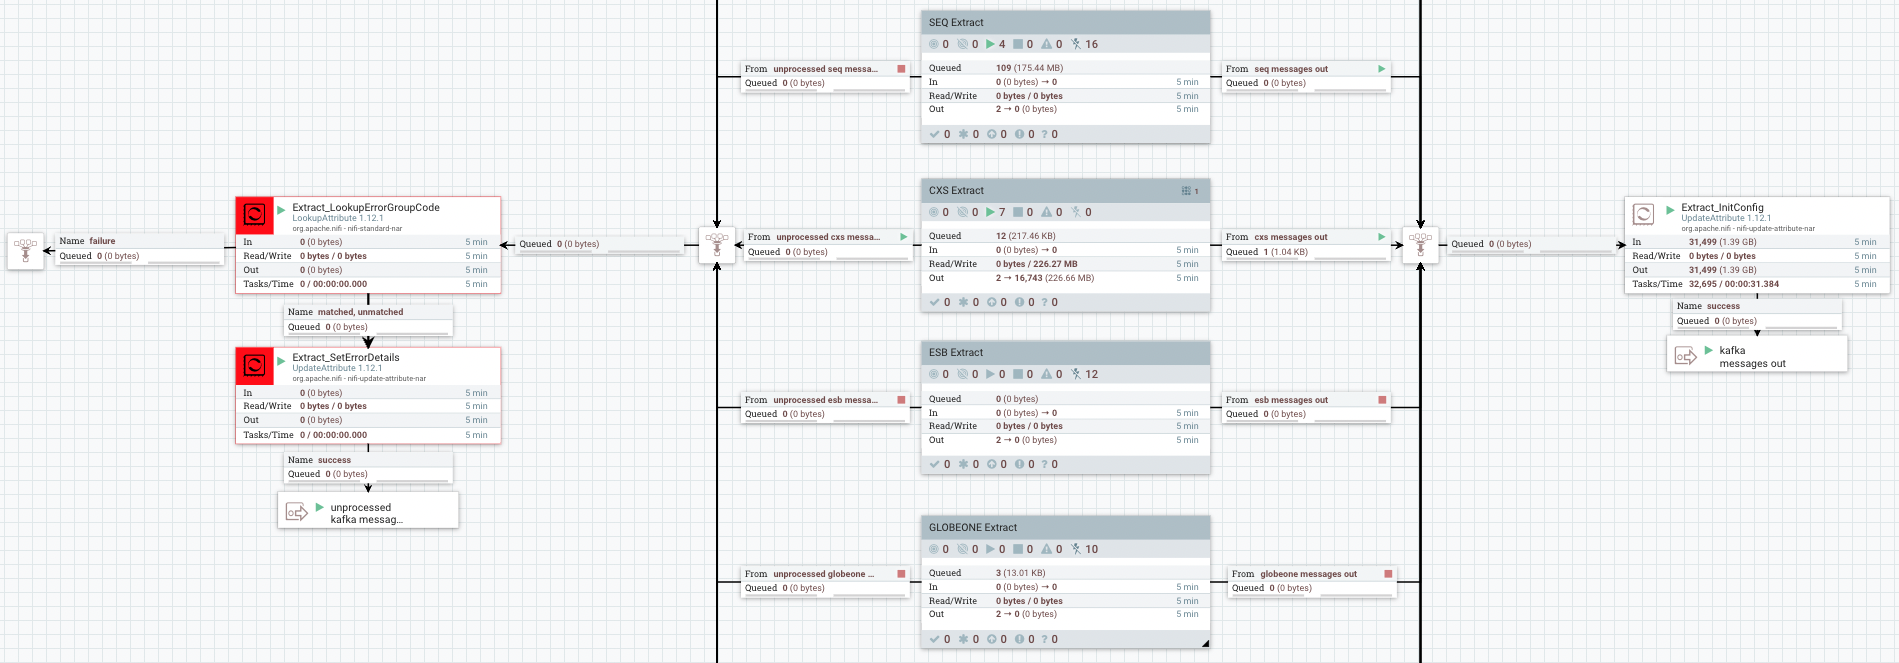 Name failure
Queued 0 (0 bytes)
Extract_LookupErrorGroupCode
LookupAttribute 1.12.1
org.apache.nifi - nifi-standard-nar
In 0 (0 bytes) 5 min
Read/Write 0 bytes / 0 bytes 5 min
Out 0 (0 bytes) 5 min
Tasks/Time 0 / 00:00:00.000 5 min
Name matched, unmatched
Queued 0 (0 bytes)
Extract_SetErrorDetails
UpdateAttribute 1.12.1
org.apache.nifi - nifi-update-attribute-nar
In 0 (0 bytes) 5 min
Read/Write 0 bytes / 0 bytes 5 min
Out 0 (0 bytes) 5 min
Tasks/Time 0 / 00:00:00.000 5 min
Name success
Queued 0 (0 bytes)
unprocessed
kafka messag...
Queued 0 (0 bytes)
From unprocessed seq messa...
Queued 0 (0 bytes)
SEQ Extract
0 0 4 0 0 16
Queued 109 (175.44 MB)
In 0 (0 bytes) → 0 5 min
Read/Write 0 bytes / 0 bytes 5 min
Out 2 → 0 (0 bytes) 5 min
0 0 0 0 ? 0
From seq messages out
Queued 0 (0 bytes)
From unprocessed cxs messa...
Queued 0 (0 bytes)
CXS Extract 1
0 0 7 0 0 0
Queued 12 (217.46 KB)
In 0 (0 bytes) → 0 5 min
Read/Write 0 bytes / 226.27 MB 5 min
Out 2 → 16,743 (226.66 MB) 5 min
0 0 0 0 ? 0
From cxs messages out
Queued 1 (1.04 KB)
From unprocessed esb messa...
Queued 0 (0 bytes)
ESB Extract
0 0 0 0 0 12
Queued 0 (0 bytes)
In 0 (0 bytes) → 0 5 min
Read/Write 0 bytes / 0 bytes 5 min
Out 2 → 0 (0 bytes) 5 min
0 0 0 0 ? 0
From esb messages out
Queued 0 (0 bytes)
From unprocessed globeone ...
Queued 0 (0 bytes)
GLOBEONE Extract
0 0 0 0 0 10
Queued 3 (13.01 KB)
In 0 (0 bytes) → 0 5 min
Read/Write 0 bytes / 0 bytes 5 min
Out 2 → 0 (0 bytes) 5 min
0 0 0 0 ? 0
From globeone messages out
Queued 0 (0 bytes)
Queued 0 (0 bytes)
Extract_InitConfig
UpdateAttribute 1.12.1
org.apache.nifi - nifi-update-attribute-nar
In 31,499 (1.39 GB) 5 min
Read/Write 0 bytes / 0 bytes 5 min
Out 31,499 (1.39 GB) 5 min
Tasks/Time 32,695 / 00:00:31.384 5 min
Name success
Queued 0 (0 bytes)
kafka
messages out